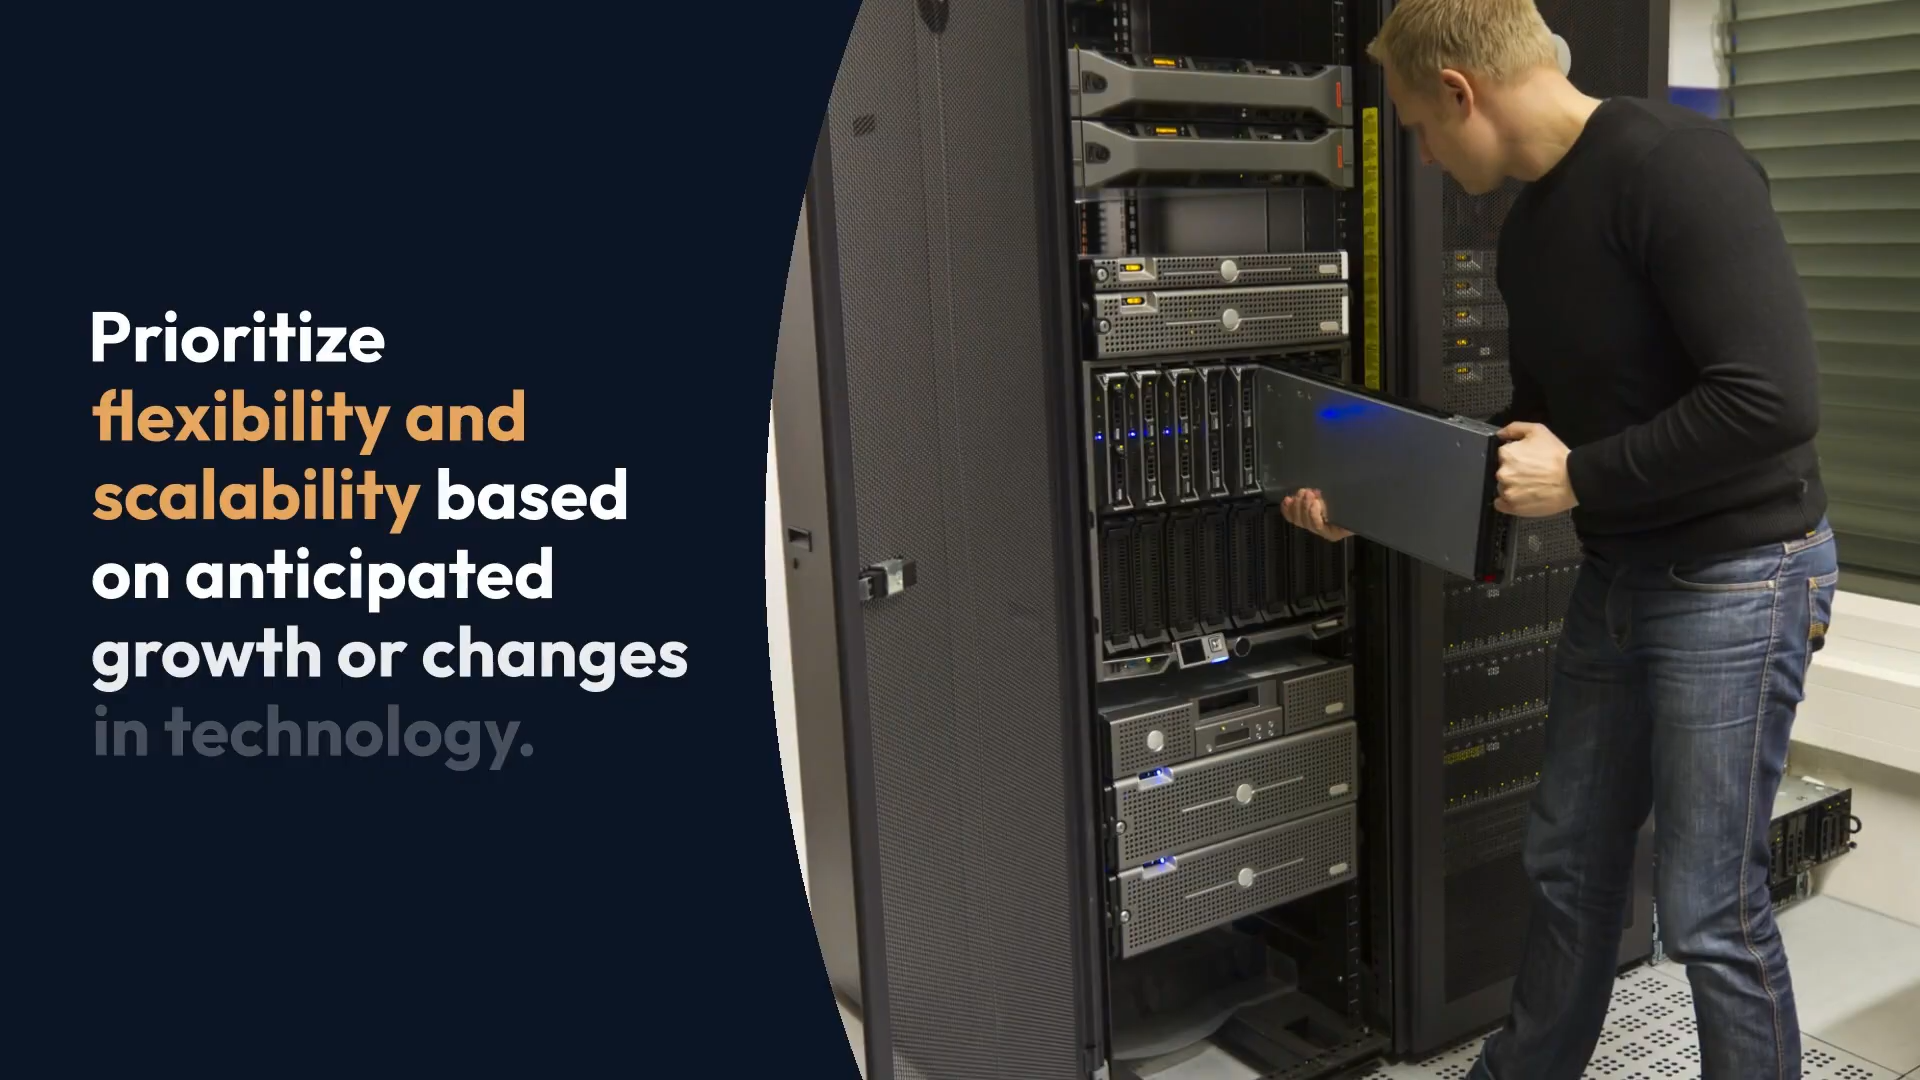 Prioritize
flexibility and
scalability based
on anticipated
growth or changes
in technology.